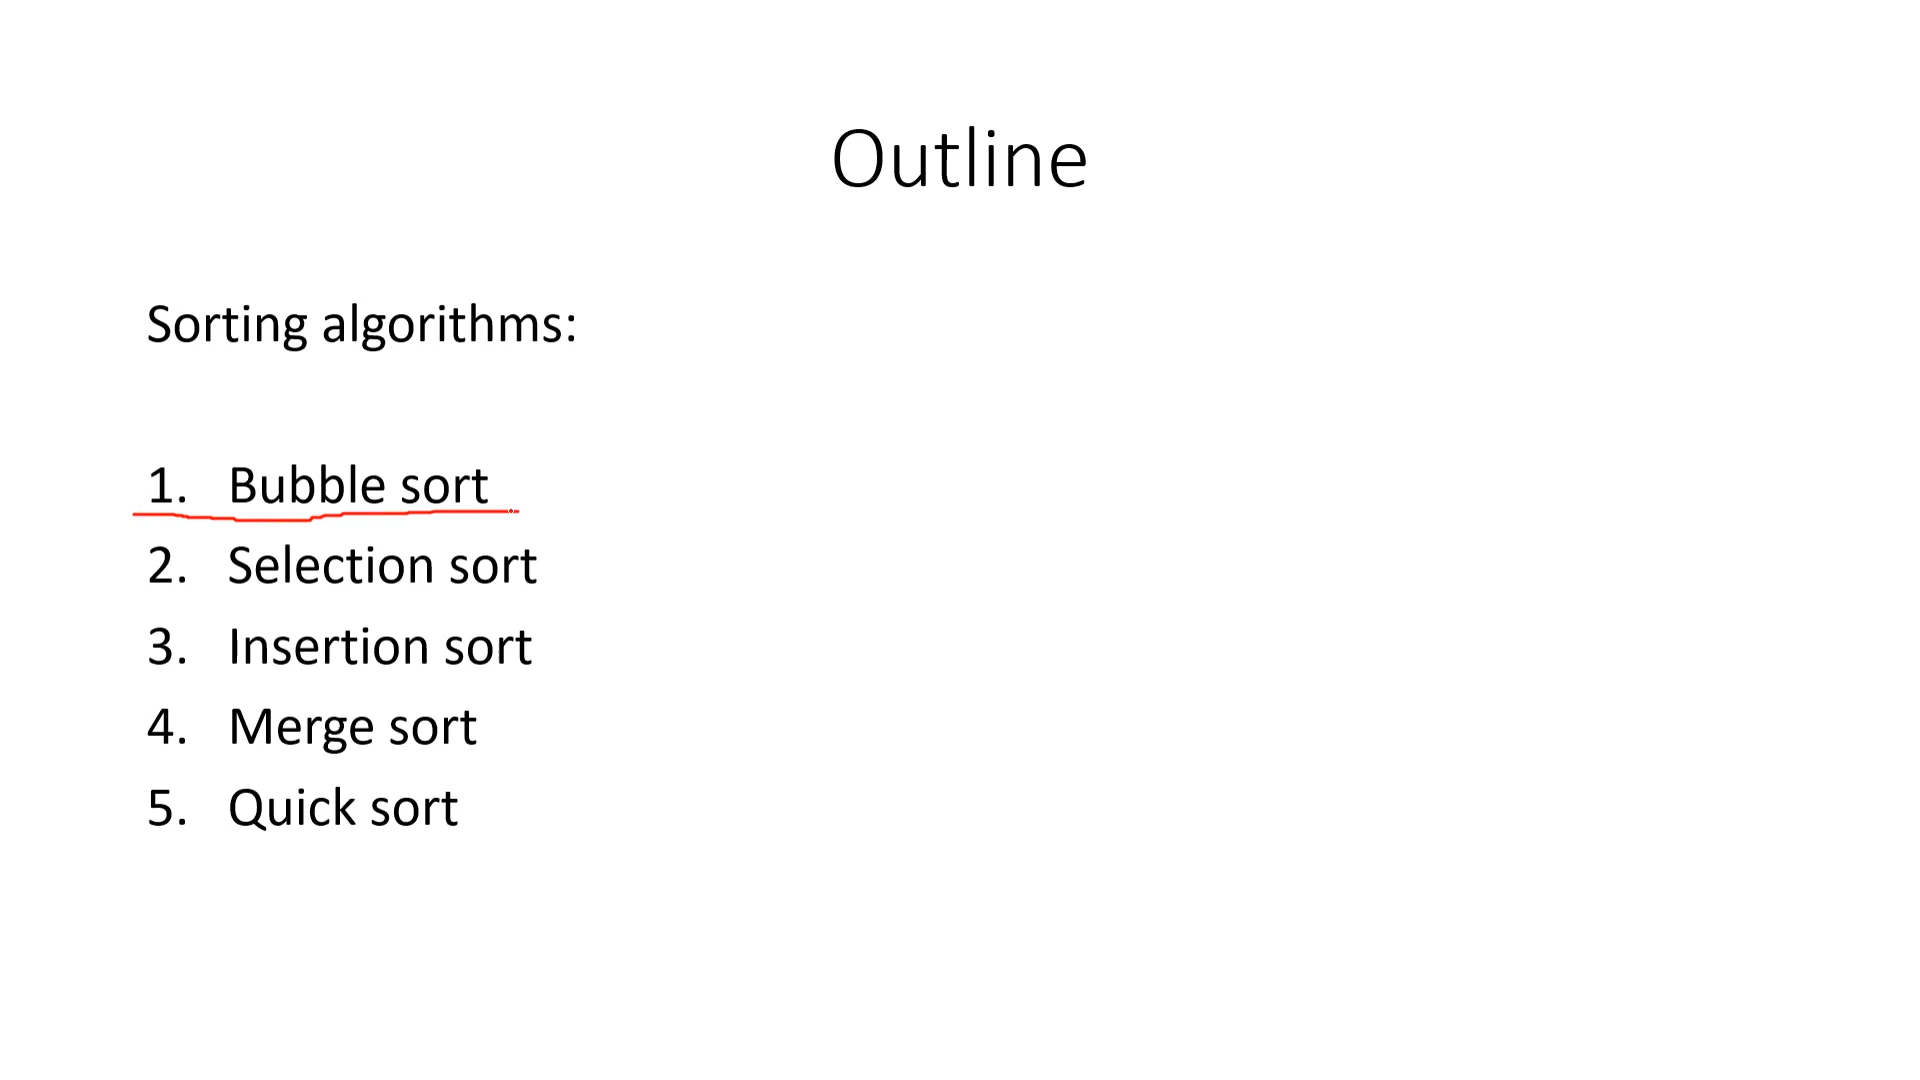 Outline
Sorting algorithms:
1. Bubble sort
2. Selection sort
3. Insertion sort
4. Merge sort
5. Quick sort